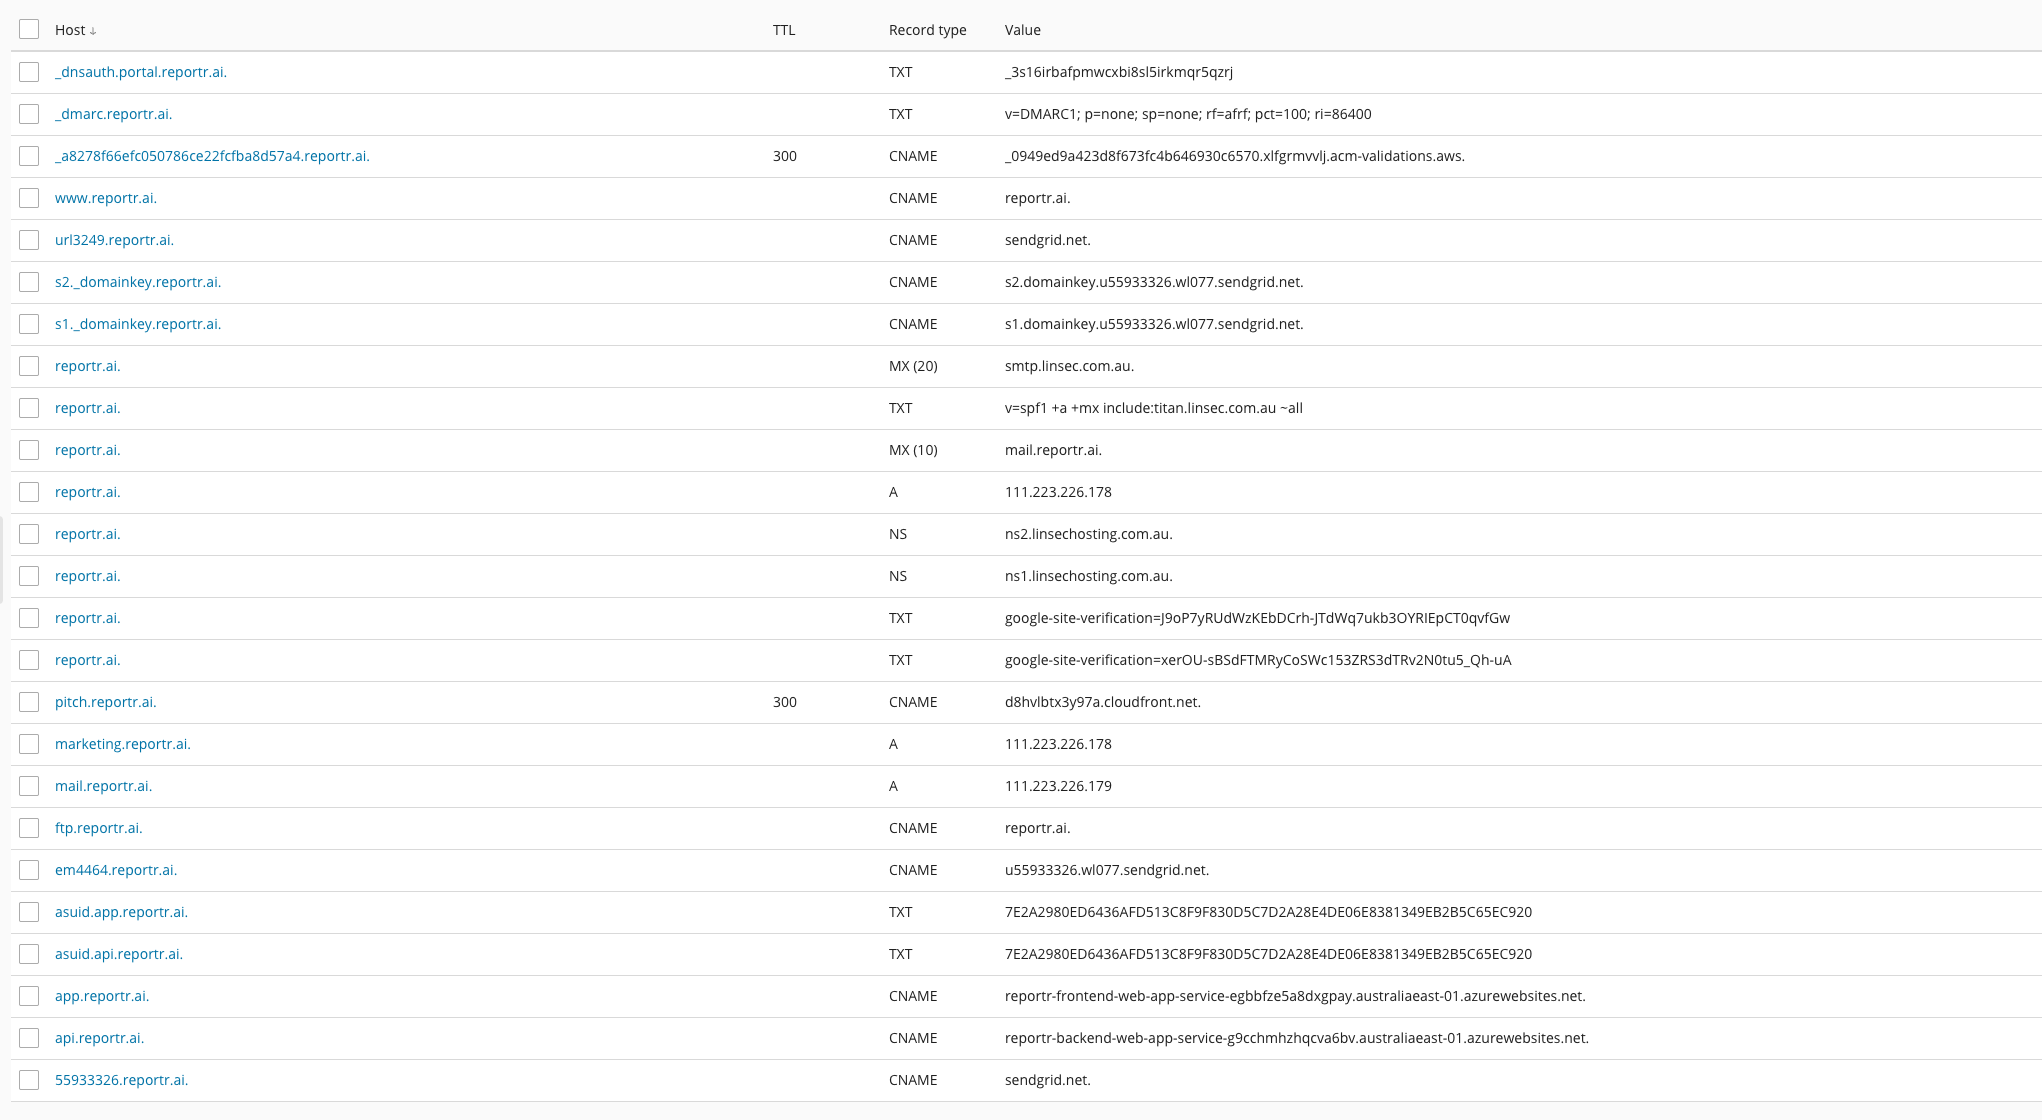 Host ↓ TTL Record type Value
_dnsauth.portal.reportr.ai. TXT _3s16irbafpmwcxbi8sl5irkmqr5qzrj
_dmarc.reportr.ai. TXT v=DMARC1; p=none; sp=none; rf=afrf; pct=100; ri=86400
_a8278f66efc050786ce22fcfba8d57a4.reportr.ai. 300 CNAME _0949ed9a423d8f673fc4b646930c6570.xlfgrmvvlj.acm-validations.aws.
www.reportr.ai. CNAME reportr.ai.
url3249.reportr.ai. CNAME sendgrid.net.
s2._domainkey.reportr.ai. CNAME s2.domainkey.u55933326.wl077.sendgrid.net.
s1._domainkey.reportr.ai. CNAME s1.domainkey.u55933326.wl077.sendgrid.net.
reportr.ai. MX (20) smtp.linsec.com.au.
reportr.ai. TXT v=spf1 +a +mx include:titan.linsec.com.au ~all
reportr.ai. MX (10) mail.reportr.ai.
reportr.ai. A 111.223.226.178
reportr.ai. NS ns2.linsechosting.com.au.
reportr.ai. NS ns1.linsechosting.com.au.
reportr.ai. TXT google-site-verification=J9oP7yRUdWzKEbDCrh-JTdWq7ukb3OYRIEpCT0qvfGw
reportr.ai. TXT google-site-verification=xerOU-sBSdFTMRyCoSWc153ZRS3dTRv2N0tu5_Qh-uA
pitch.reportr.ai. 300 CNAME d8hvlbtx3y97a.cloudfront.net.
marketing.reportr.ai. A 111.223.226.178
mail.reportr.ai. A 111.223.226.179
ftp.reportr.ai. CNAME reportr.ai.
em4464.reportr.ai. CNAME u55933326.wl077.sendgrid.net.
asuid.app.reportr.ai. TXT 7E2A2980ED6436AFD513C8F9F830D5C7D2A28E4DE06E8381349EB2B5C65EC920
asuid.api.reportr.ai. TXT 7E2A2980ED6436AFD513C8F9F830D5C7D2A28E4DE06E8381349EB2B5C65EC920
app.reportr.ai. CNAME reportr-frontend-web-app-service-egbbfze5a8dxgpay.australiaeast-01.azurewebsites.net.
api.reportr.ai. CNAME reportr-backend-web-app-service-g9cchmhzhqcva6bv.australiaeast-01.azurewebsites.net.
55933326.reportr.ai. CNAME sendgrid.net.